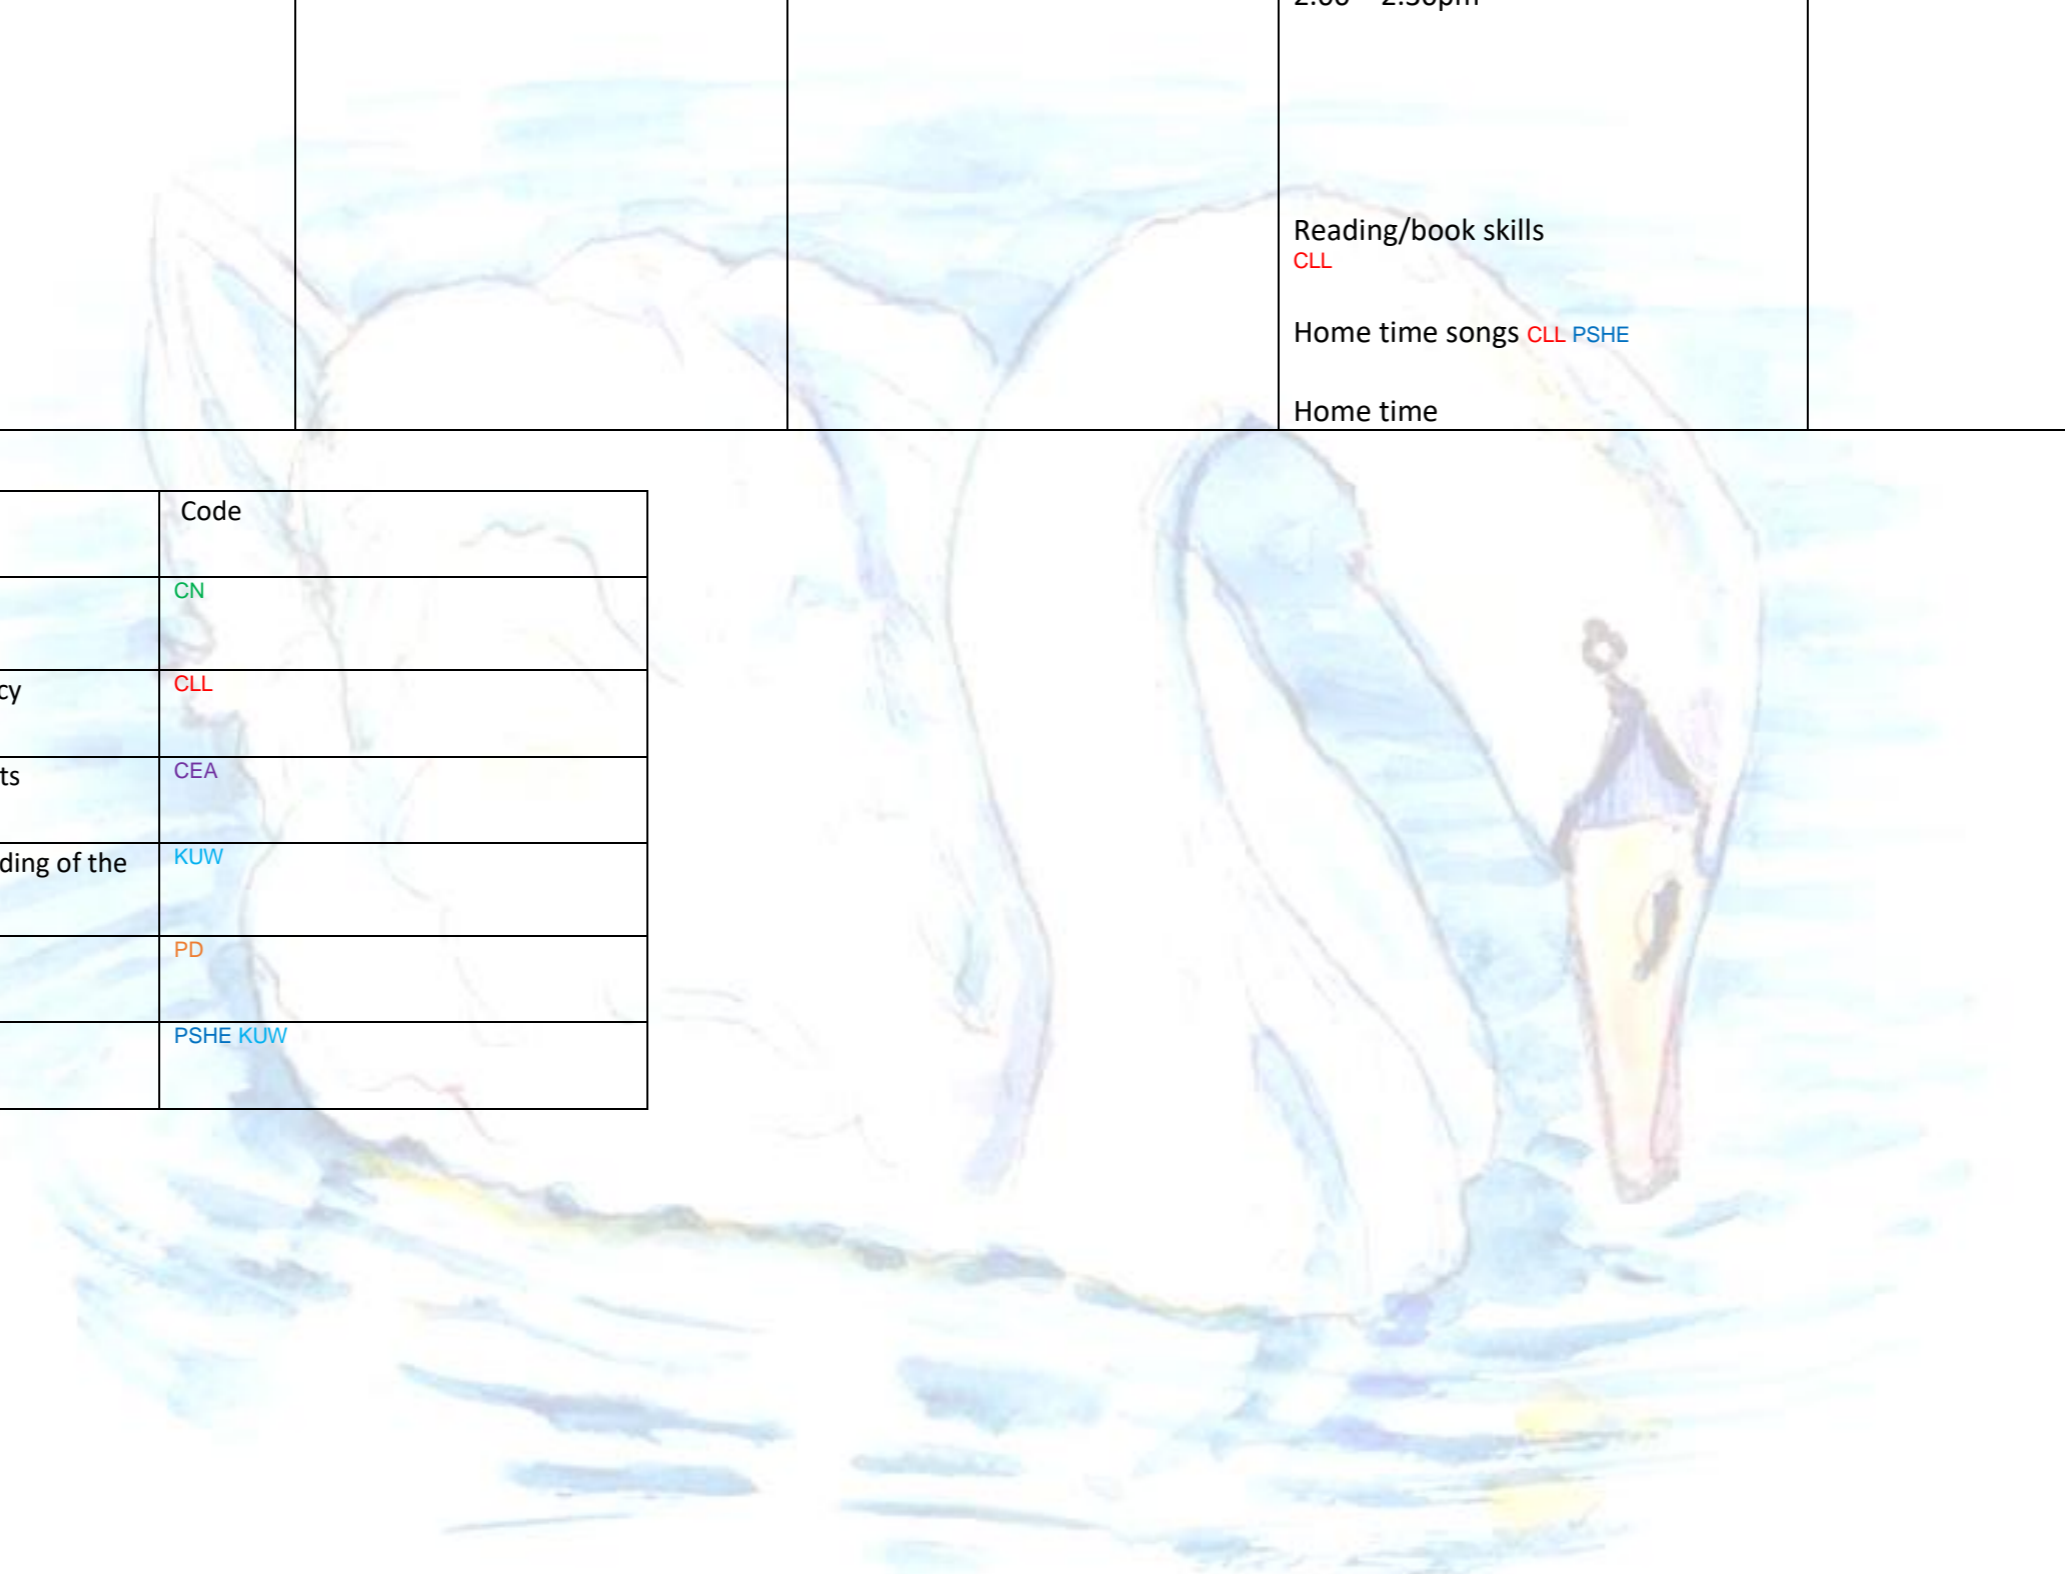 Reading/book skills
CLL
Home time songs CLL PSHE
Home time
Code
CN
cy CLL
ts CEA
ding of the KUW
PD
PSHE KUW